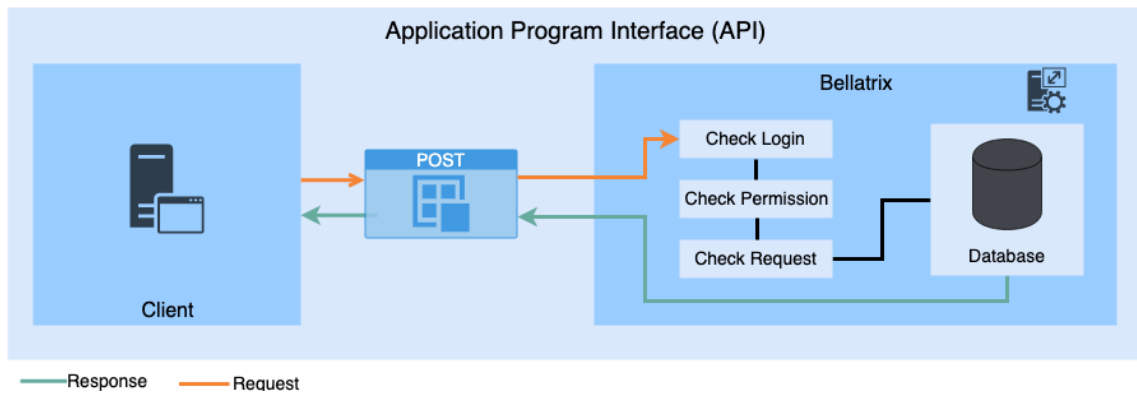 Application Program Interface (API)
Bellatrix
Check Login
POST
Check Permission
Check Request
Database
Client
Response
Request